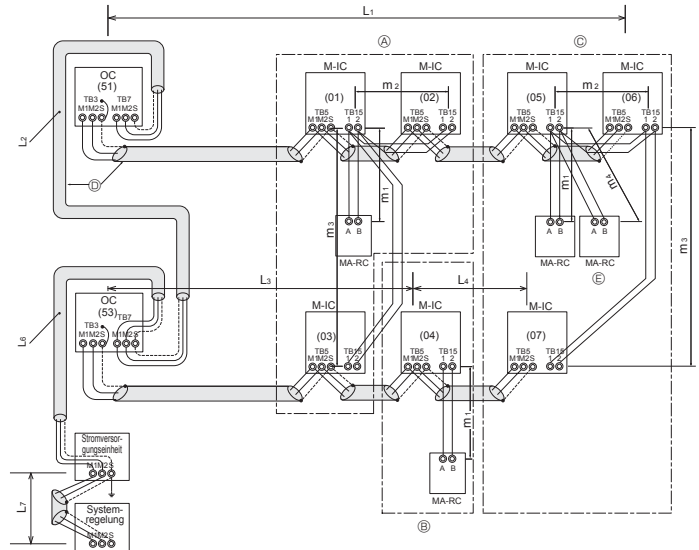 L1
A
C
M-IC
M-IC
M-IC
M-IC
OC
(51)
TB3 TB7
M1M2S M1M2S
(01)
m2
(02)
(05)
m2
(06)
TB5 TB15
M1M2S 1 2
TB5 TB15
M1M2S 1 2
TB5 TB15
M1M2S 1 2
TB5 TB15
M1M2S 1 2
L2
D
m1
m3
m1
m4
m3
A B
MA-RC
A B
MA-RC
A B
MA-RC
E
L3
L4
OC
(53)
TB3 TB7
M1M2S M1M2S
L6
M-IC
M-IC
M-IC
(03)
(04)
(07)
TB5 TB15
M1M2S 1 2
TB5 TB15
M1M2S 1 2
TB5 TB15
M1M2S 1 2
m1
Stromversor-
gungseinheit
M1M2S
A B
MA-RC
L7
System-
regelung
M1M2S
B